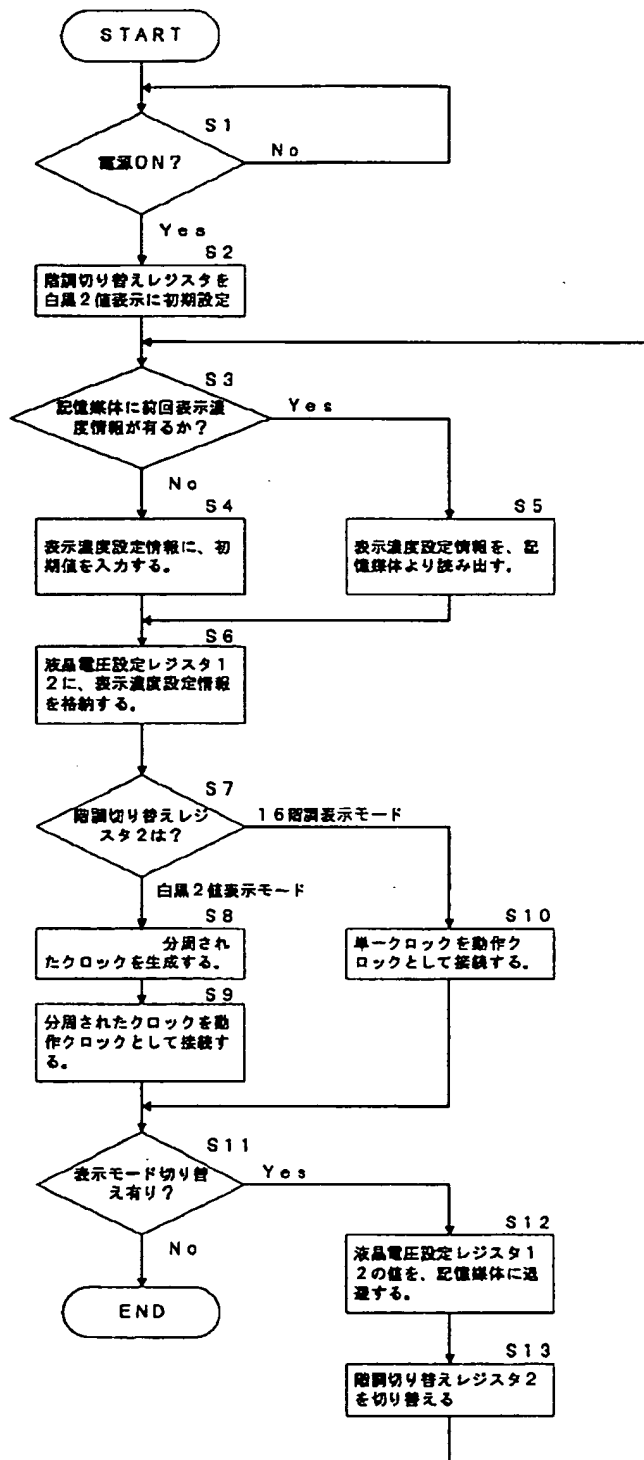 START
S1
電源ON?
No
Yes
S2
階調切り替えレジスタを
白黒2値表示に初期設定
S3
記憶媒体に前回表示濃
度情報が有るか?
Yes
No
S4
表示濃度設定情報に、初
期値を入力する。
S5
表示濃度設定情報を、記
憶媒体より読み出す。
S6
液晶電圧設定レジスタ1
2に、表示濃度設定情報
を格納する。
S7
階調切り替えレジ
スタ2は?
16階調表示モード
白黒2値表示モード
S8
分周され
たクロックを生成する。
S10
単一クロックを動作ク
ロックとして接続する。
S9
分周されたクロックを動
作クロックとして接続す
る。
S11
表示モード切り替
え有り?
Yes
No
S12
液晶電圧設定レジスタ1
2の値を、記憶媒体に退
避する。
END
S13
階調切り替えレジスタ2
を切り替える